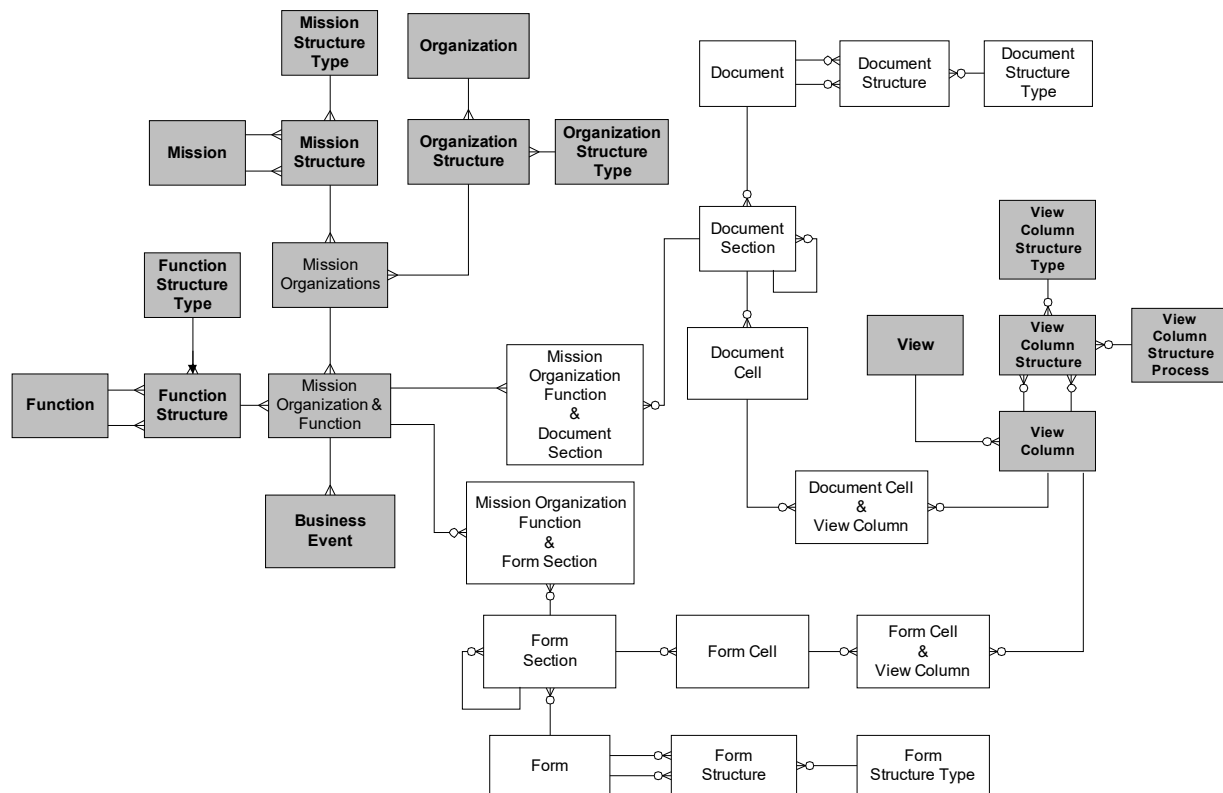 Mission
Structure
Type
Organization
Document
Document
Structure
Document
Structure
Type
Mission
Mission
Structure
Organization
Structure
Organization
Structure
Type
Document
Section
View
Column
Structure
Type
Function
Structure
Type
Mission
Organizations
View
View
Column
Structure
View
Column
Structure
Process
Document
Cell
Mission
Organization
Function
&
Document
Section
Function
Function
Structure
Mission
Organization &
Function
View
Column
Business
Event
Mission Organization
Function
&
Form Section
Document Cell
&
View Column
Form
Section
Form Cell
Form Cell
&
View Column
Form
Form
Structure
Form
Structure Type